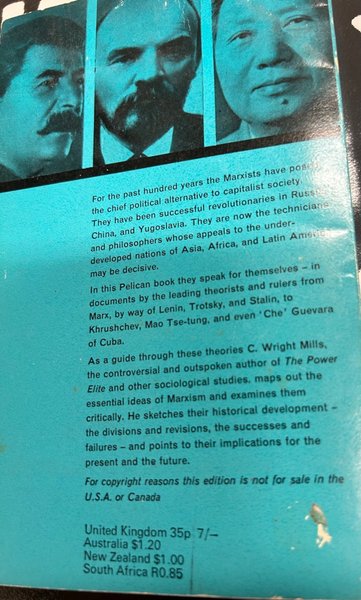 For the past hundred years the Marxists have posed
the chief political alternative to capitalist society.
They have been successful revolutionaries in Russia,
China, and Yugoslavia. They are now the technicians
and philosophers whose appeals to the under-
developed nations of Asia, Africa, and Latin America
may be decisive.
In this Pelican book they speak for themselves – in
documents by the leading theorists and rulers from
Marx, by way of Lenin, Trotsky, and Stalin, to
Khrushchev, Mao Tse-tung, and even 'Che' Guevara
of Cuba.
As a guide through these theories C. Wright Mills,
the controversial and outspoken author of The Power
Elite and other sociological studies, maps out the
essential ideas of Marxism and examines them
critically. He sketches their historical development –
the divisions and revisions, the successes and
failures – and points to their implications for the
present and the future.
For copyright reasons this edition is not for sale in the
U.S.A. or Canada
United Kingdom 35p 7/–
Australia $1.20
New Zealand $1.00
South Africa R0.85